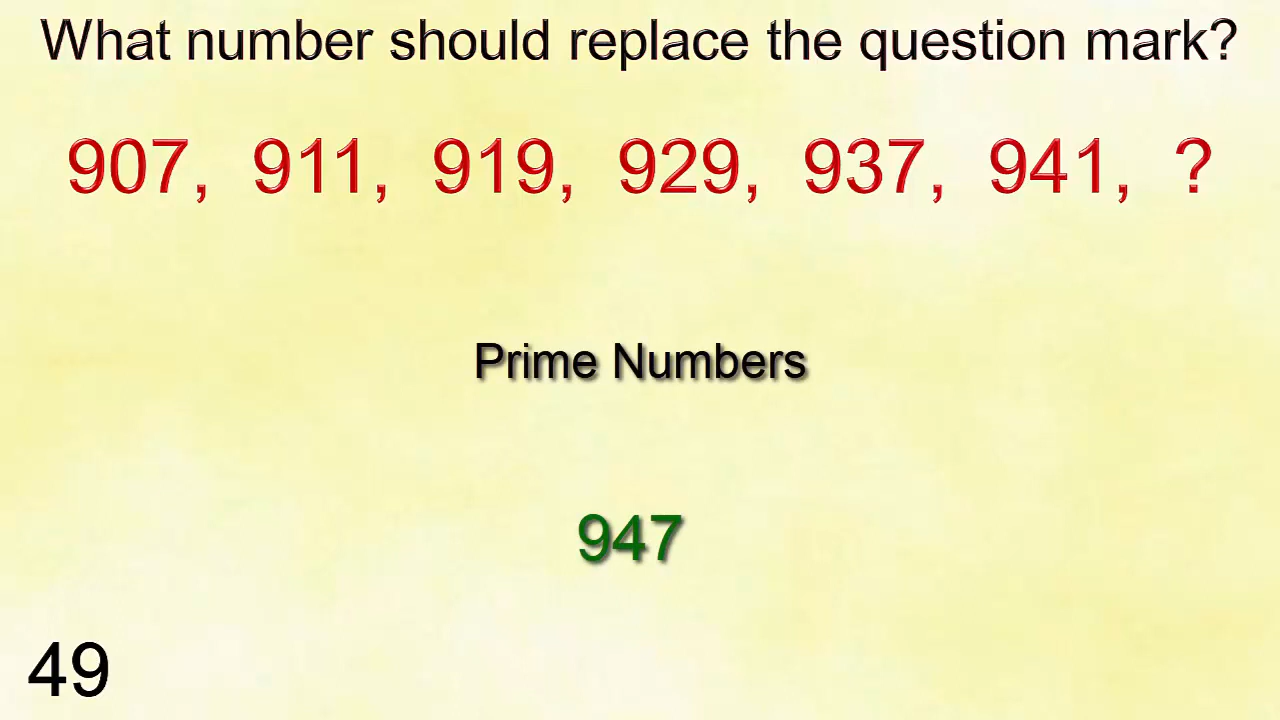 What number should replace the question mark?
907, 911, 919, 929, 937, 941, ?
Prime Numbers
947
49